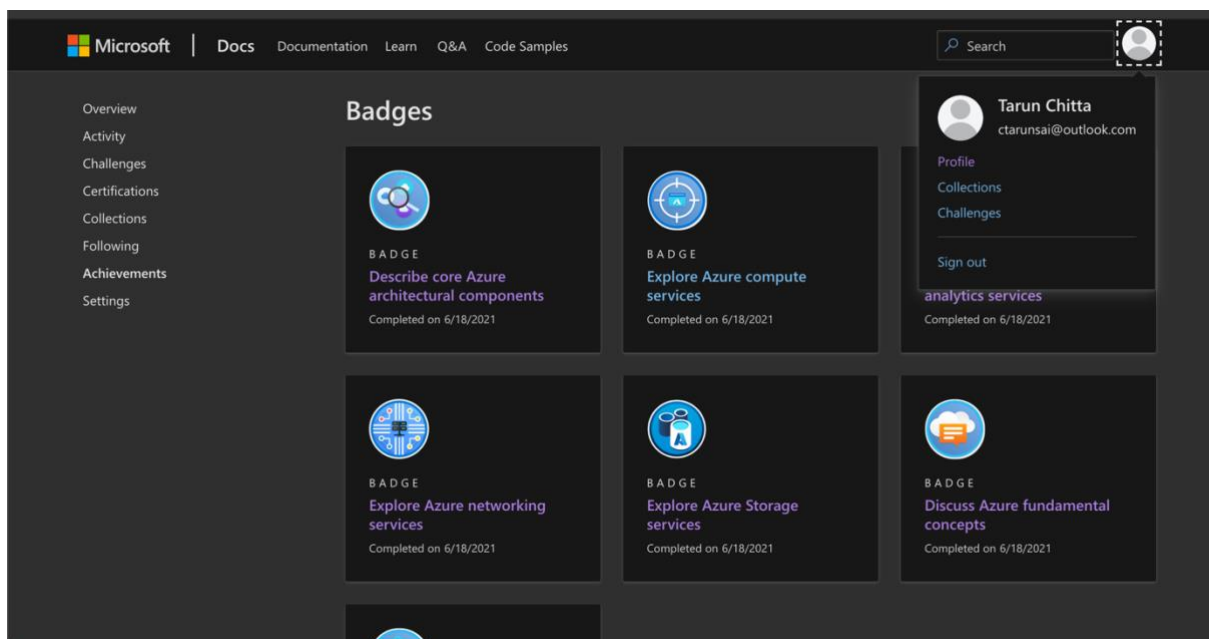 Microsoft | Docs Documentation Learn Q&A Code Samples Search
Overview
Activity
Challenges
Certifications
Collections
Following
Achievements
Settings
Badges
Tarun Chitta
ctarunsai@outlook.com
Profile
Collections
Challenges
Sign out
BADGE
Describe core Azure
architectural components
Completed on 6/18/2021
BADGE
Explore Azure compute
services
Completed on 6/18/2021
analytics services
Completed on 6/18/2021
BADGE
Explore Azure networking
services
Completed on 6/18/2021
BADGE
Explore Azure Storage
services
Completed on 6/18/2021
BADGE
Discuss Azure fundamental
concepts
Completed on 6/18/2021